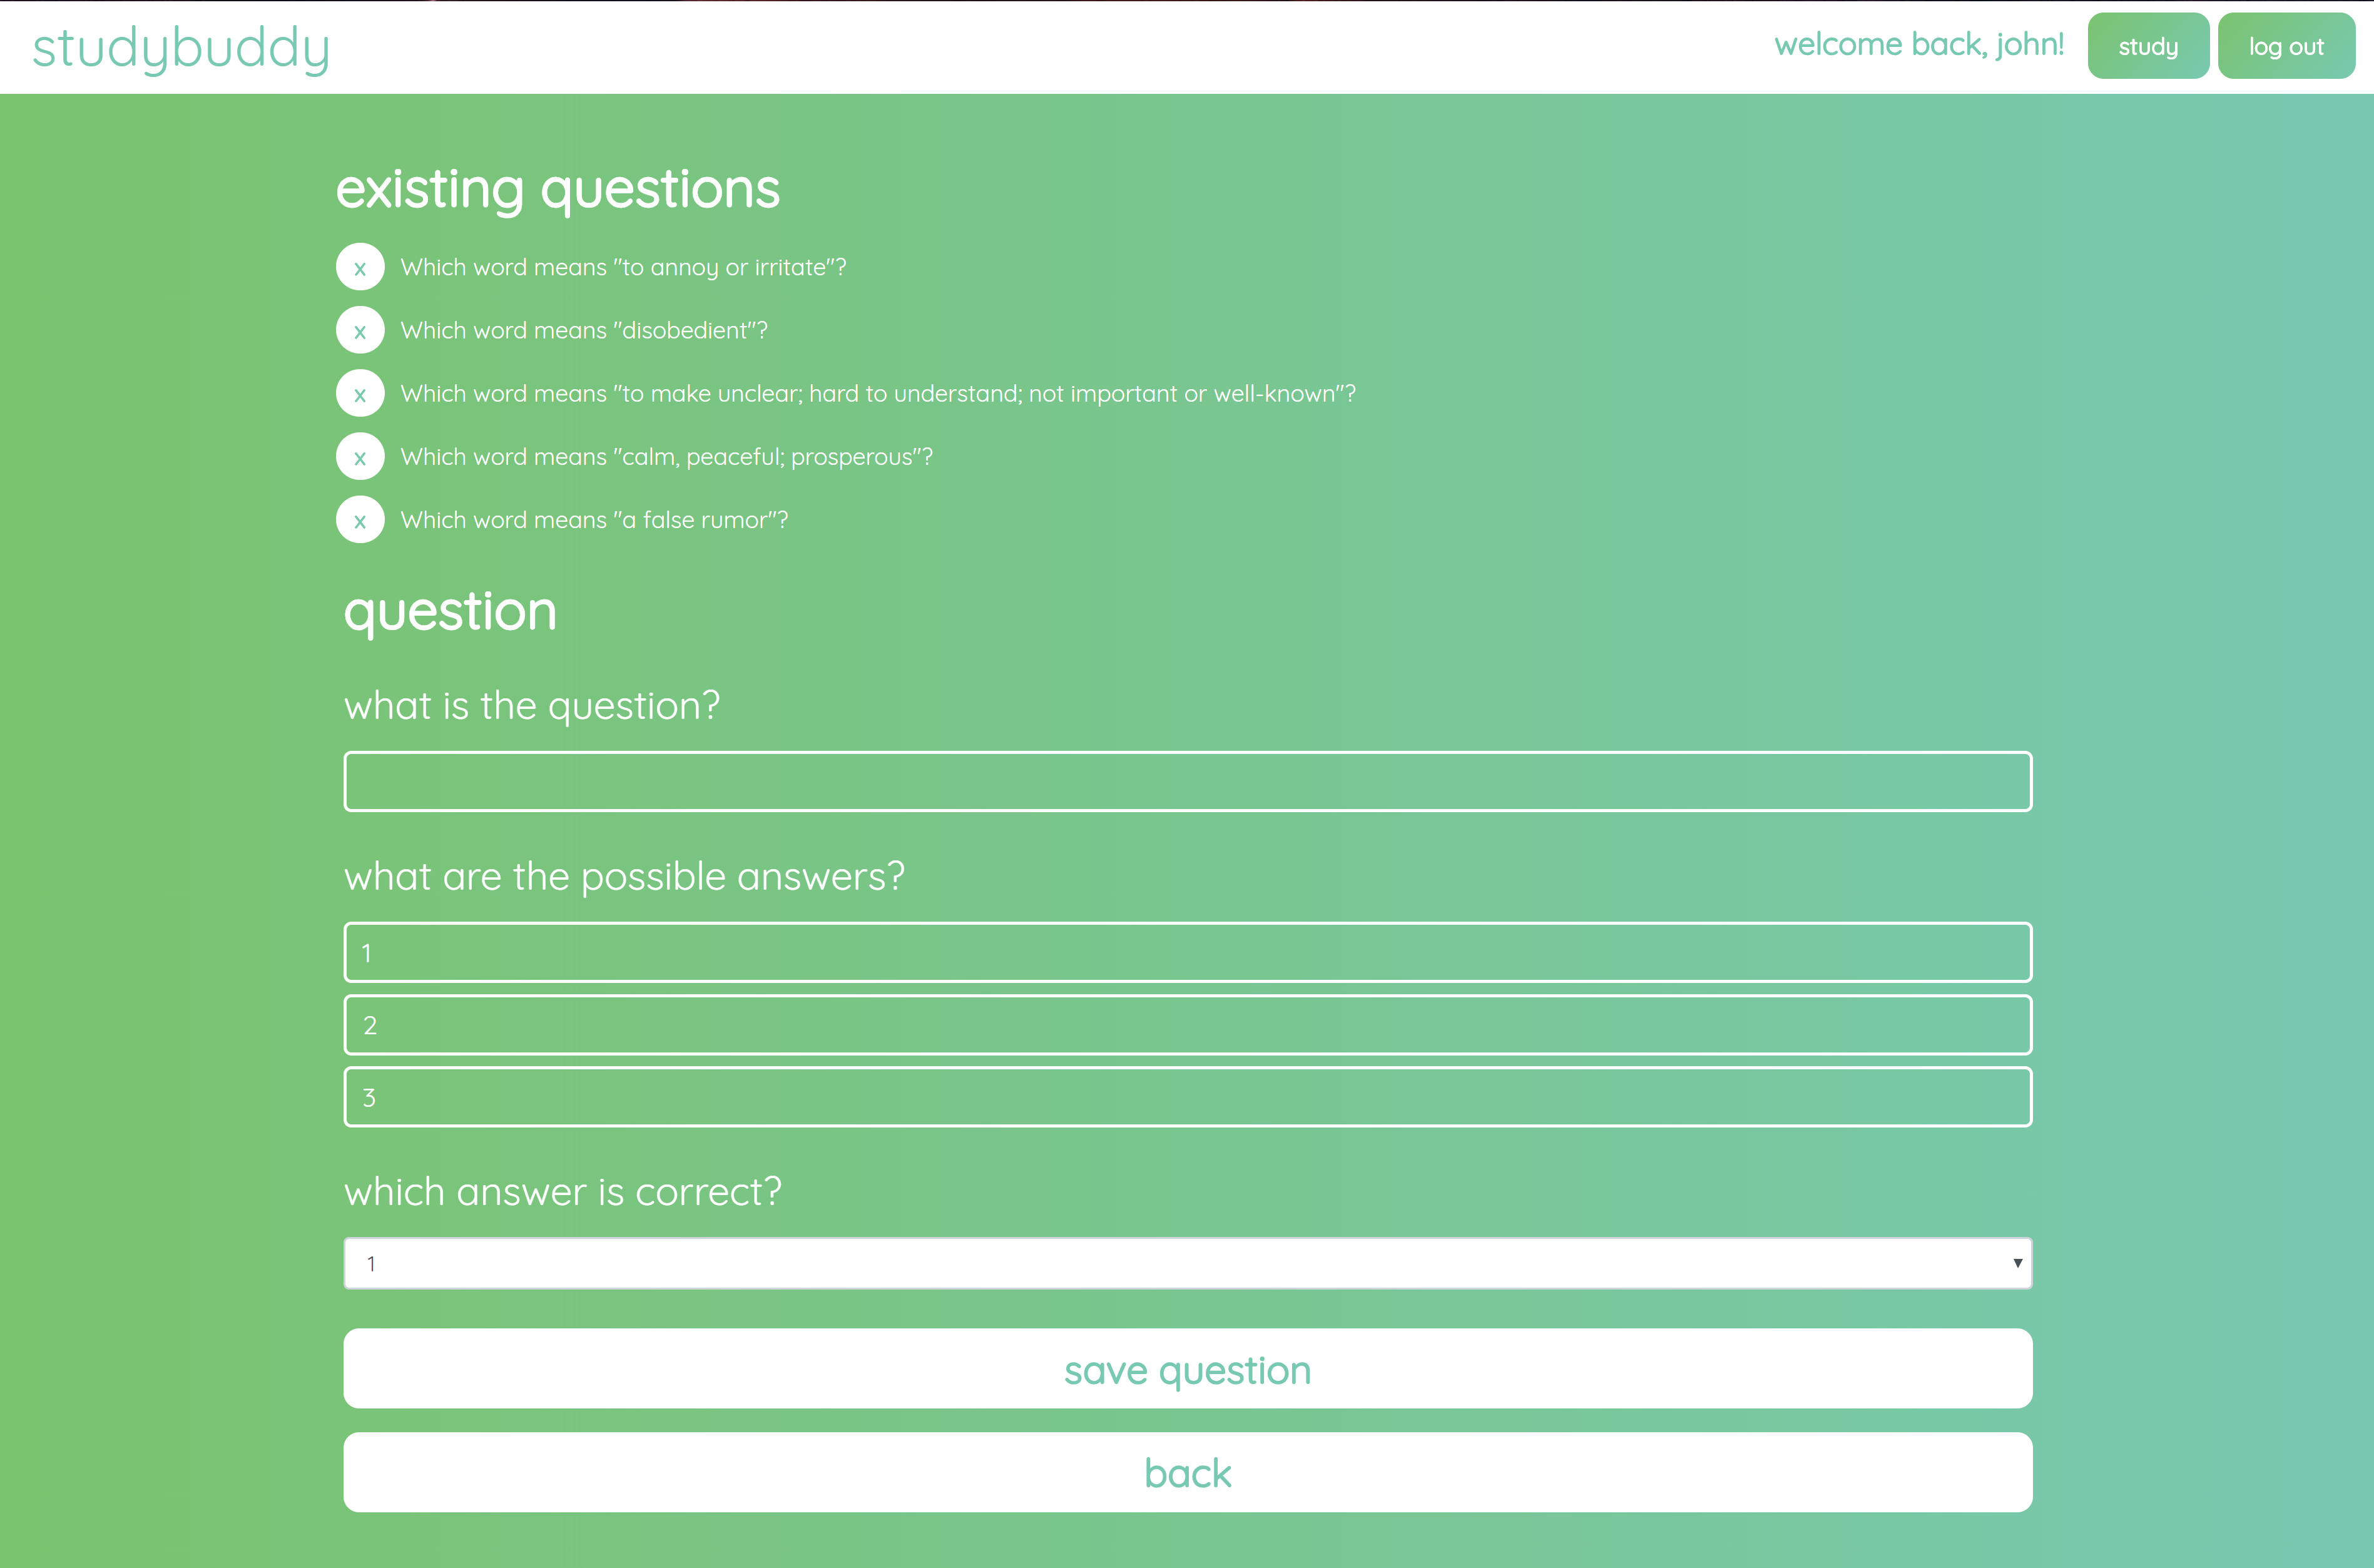 studybuddy
welcome back, john!
study
log out
existing questions
x Which word means "to annoy or irritate"?
x Which word means "disobedient"?
x Which word means "to make unclear; hard to understand; not important or well-known"?
x Which word means "calm, peaceful; prosperous"?
x Which word means "a false rumor"?
question
what is the question?
what are the possible answers?
1
2
3
which answer is correct?
1
save question
back